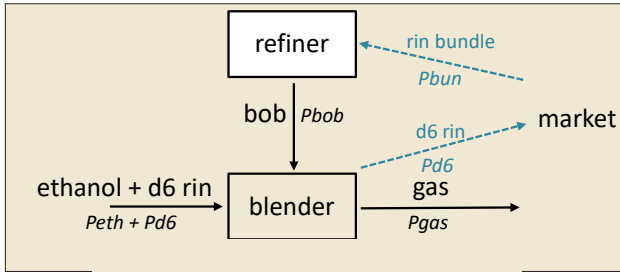 refiner
rin bundle
Pbun
bob Pbob
market
d6 rin
Pd6
ethanol + d6 rin
Peth + Pd6
blender
gas
Pgas